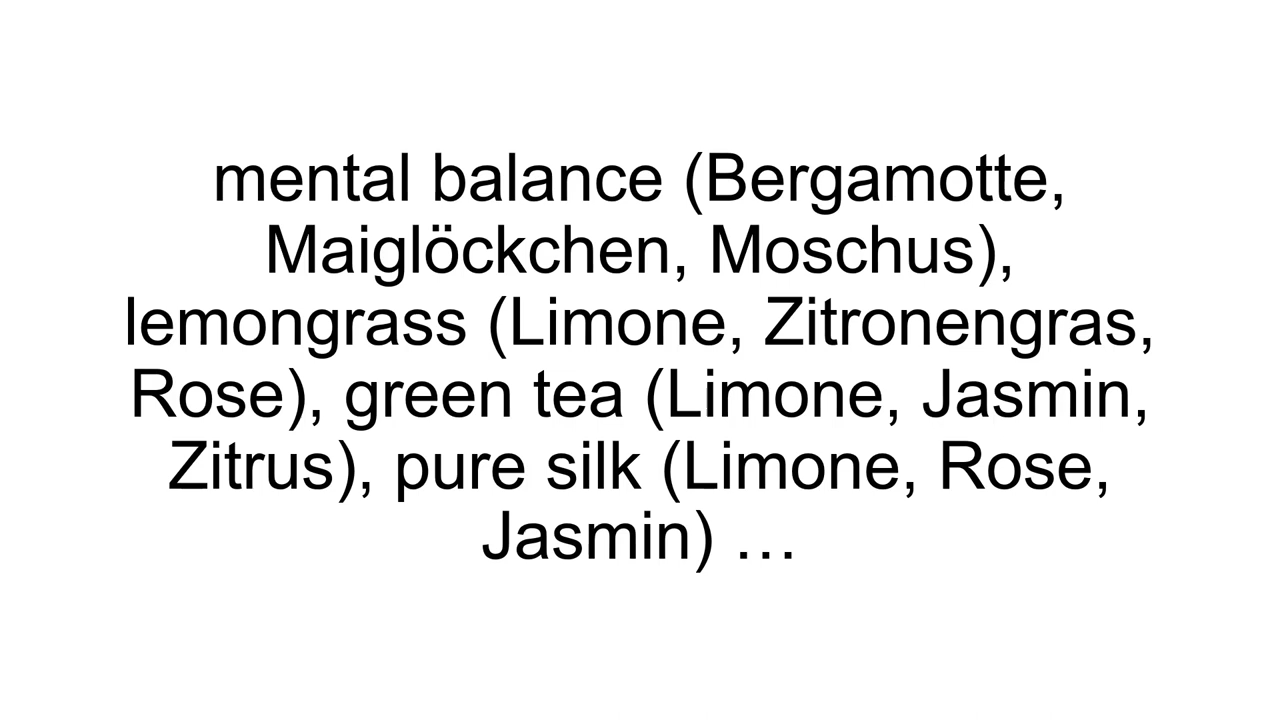 mental balance (Bergamotte,
Maiglöckchen, Moschus),
lemongrass (Limone, Zitronengras,
Rose), green tea (Limone, Jasmin,
Zitrus), pure silk (Limone, Rose,
Jasmin) …